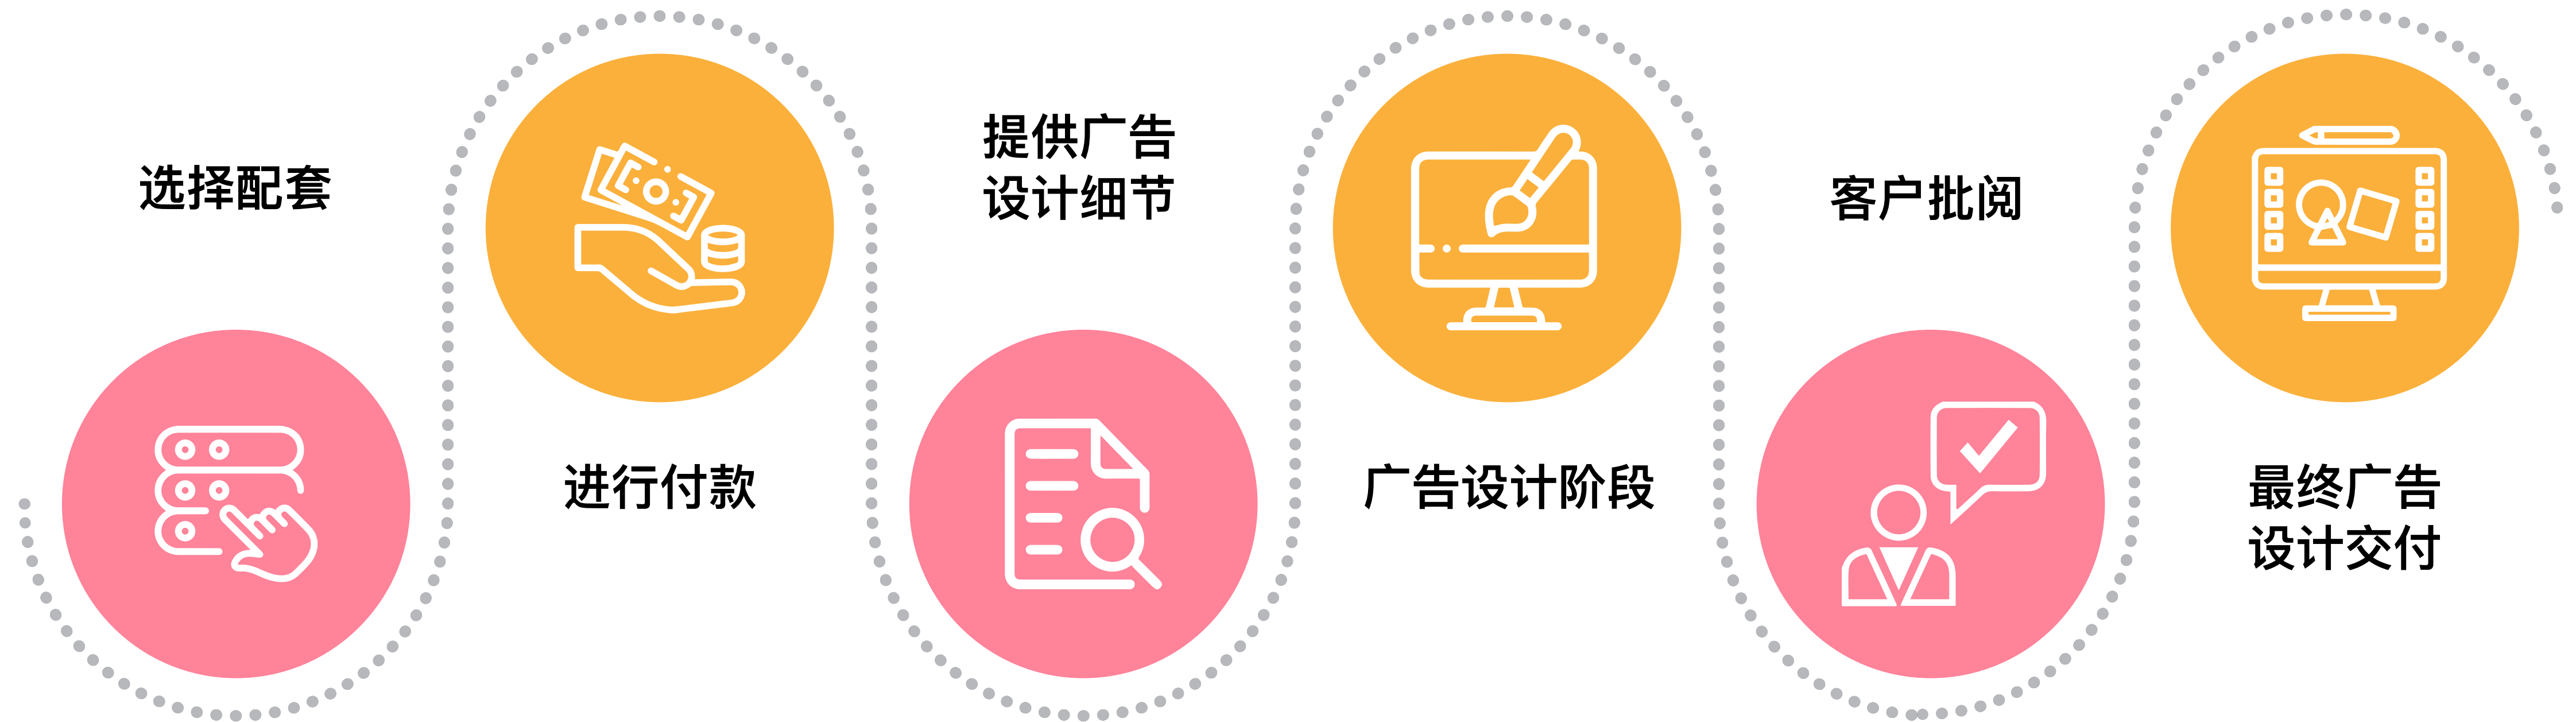 选择配套
进行付款
提供广告
设计细节
广告设计阶段
客户批阅
最终广告
设计交付